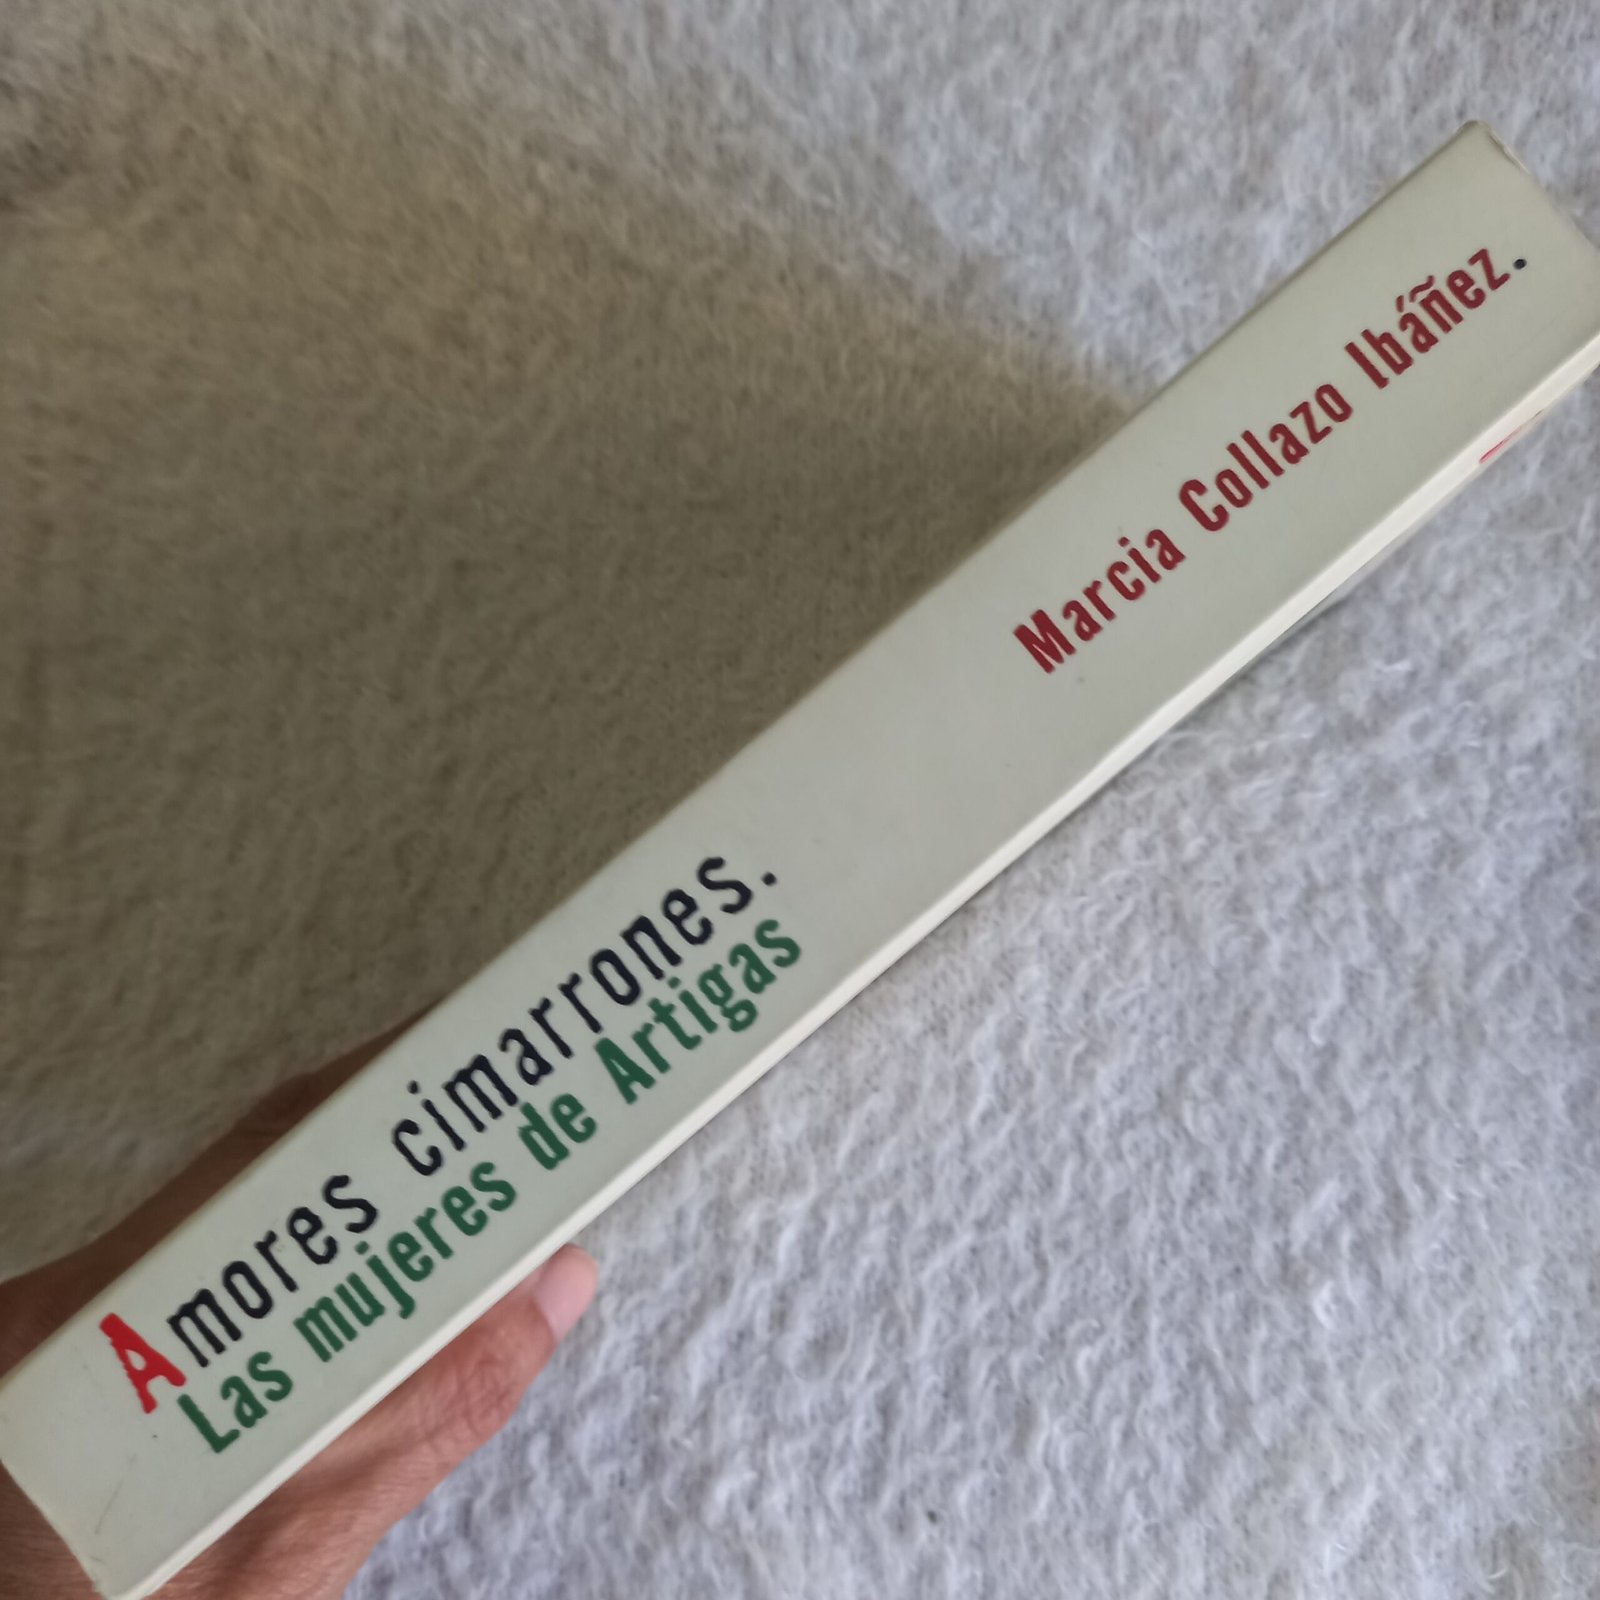 Amores cimarrones.
Las mujeres de Artigas
Marcia Collazo Ibáñez.